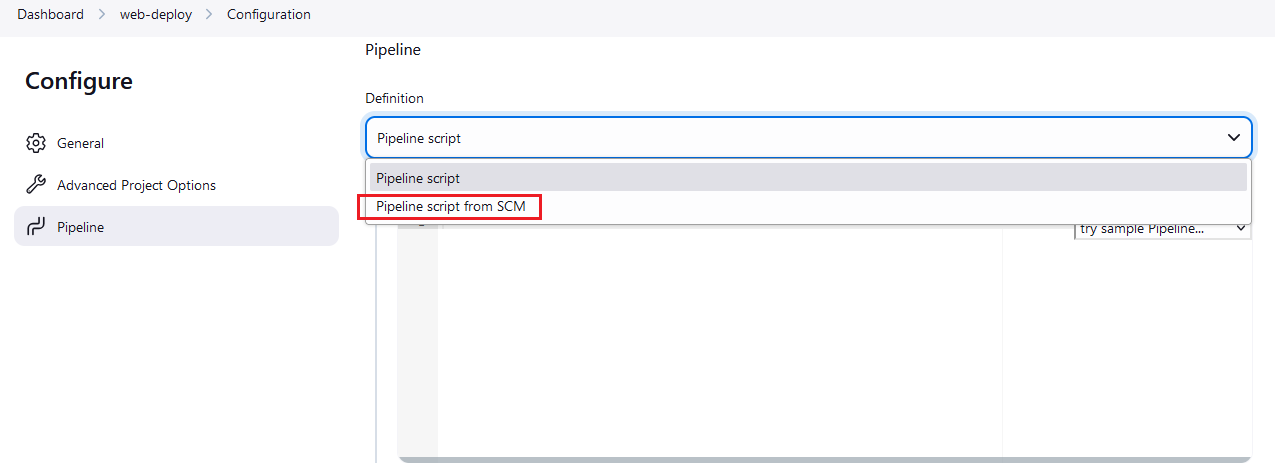 Dashboard > web-deploy > Configuration
Pipeline
Configure
Definition
General
Pipeline script
Advanced Project Options
Pipeline script
Pipeline script from SCM
Pipeline
try sample Pipeline...